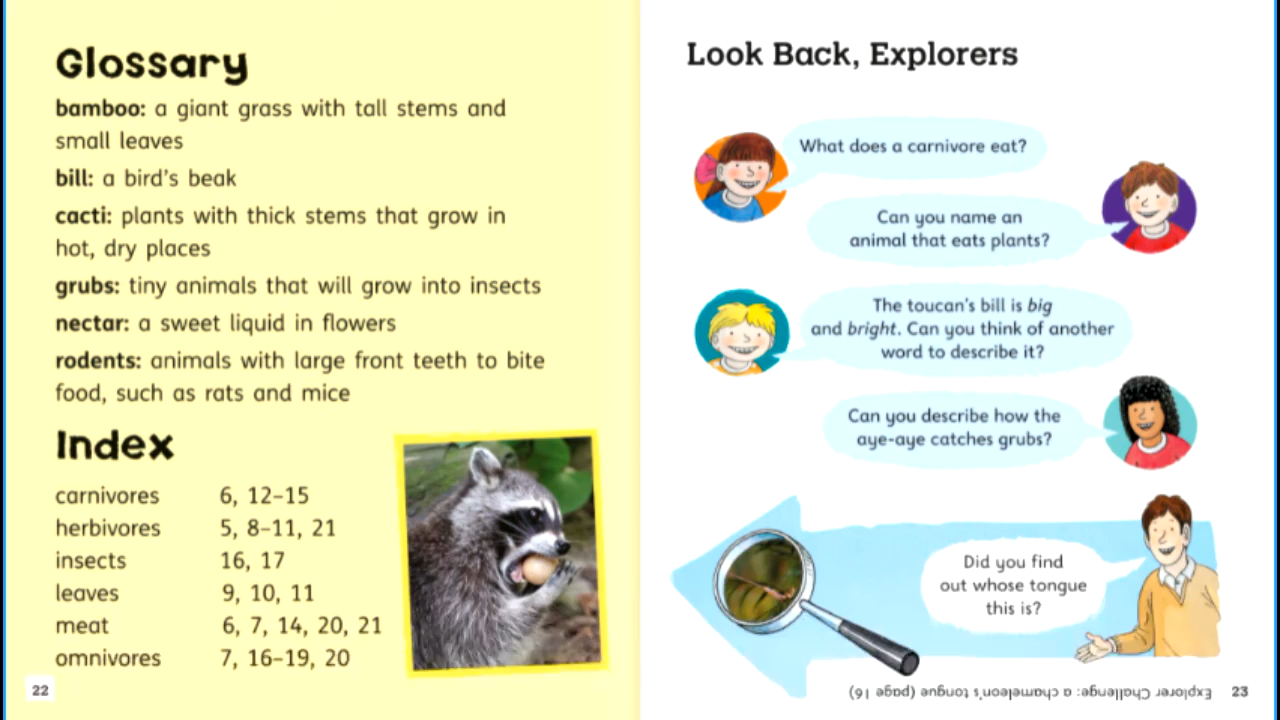 Glossary
bamboo: a giant grass with tall stems and
small leaves
bill: a bird's beak
cacti: plants with thick stems that grow in
hot, dry places
grubs: tiny animals that will grow into insects
nectar: a sweet liquid in flowers
rodents: animals with large front teeth to bite
food, such as rats and mice
Index
carnivores 6, 12–15
herbivores 5, 8–11, 21
insects 16, 17
leaves 9, 10, 11
meat 6, 7, 14, 20, 21
omnivores 7, 16–19, 20
22
Look Back, Explorers
What does a carnivore eat?
Can you name an
animal that eats plants?
The toucan's bill is big
and bright. Can you think of another
word to describe it?
Can you describe how the
aye-aye catches grubs?
Did you find
out whose tongue
this is?
Explorer Challenge: a chameleon's tongue (page 16)
23